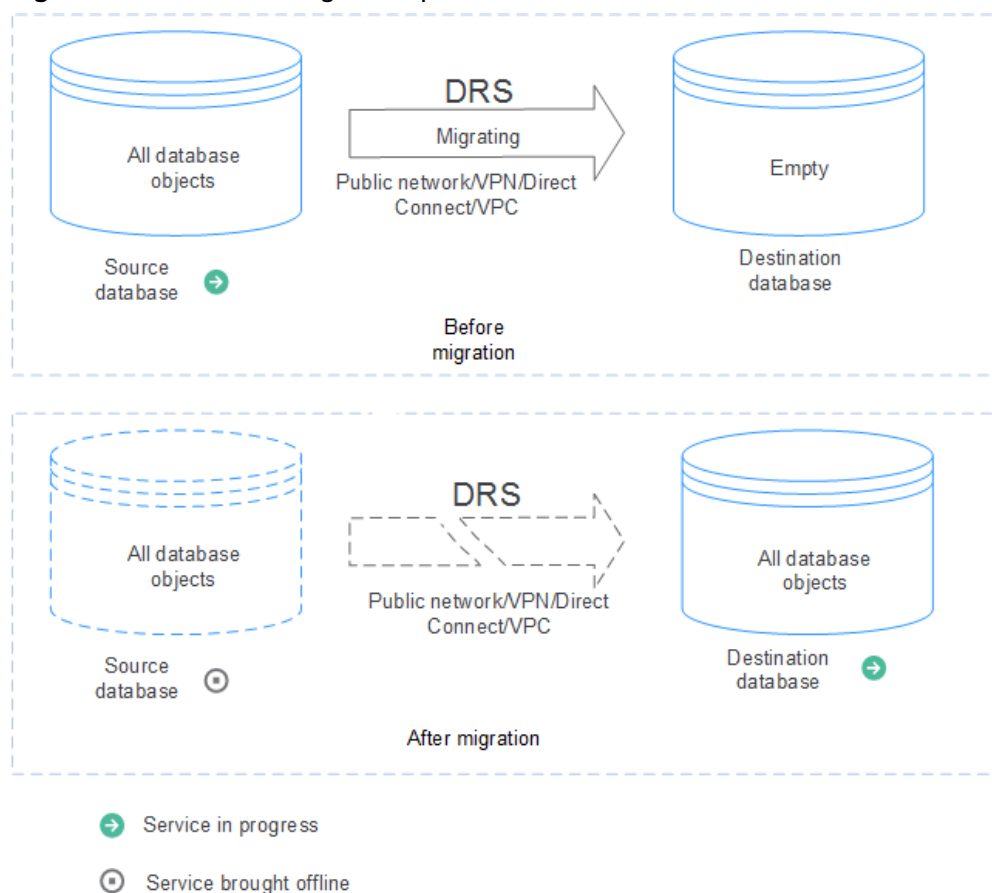 DRS
Migrating
All database
objects
Empty
Public network/VPN/Direct
Connect/VPC
Source
database
Destination
database
Before
migration
DRS
All database
objects
All database
objects
Public network/VPN/Direct
Connect/VPC
Source
database
Destination
database
After migration
Service in progress
Service brought offline